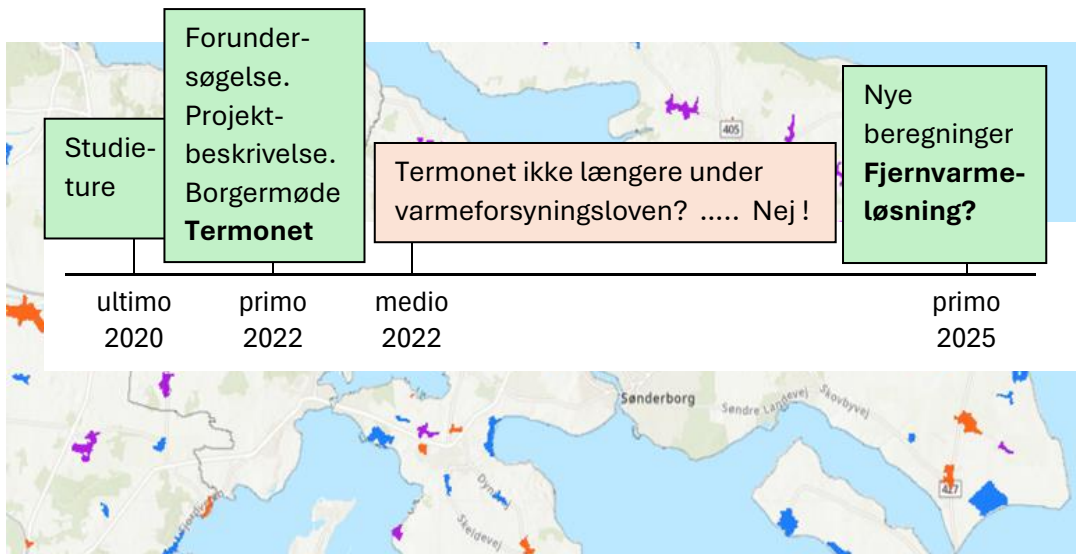 Studie-
ture
Forunder-
søgelse.
Projekt-
beskrivelse.
Borgermøde
Termonet
Termonet ikke længere under
varmeforsyningsloven? ..... Nej !
Nye
beregninger
Fjernvarme-
løsning?
ultimo
2020
primo
2022
medio
2022
primo
2025
405
Sønderborg
Søndre Landevej
Skovbyvej
427
Skeldevej